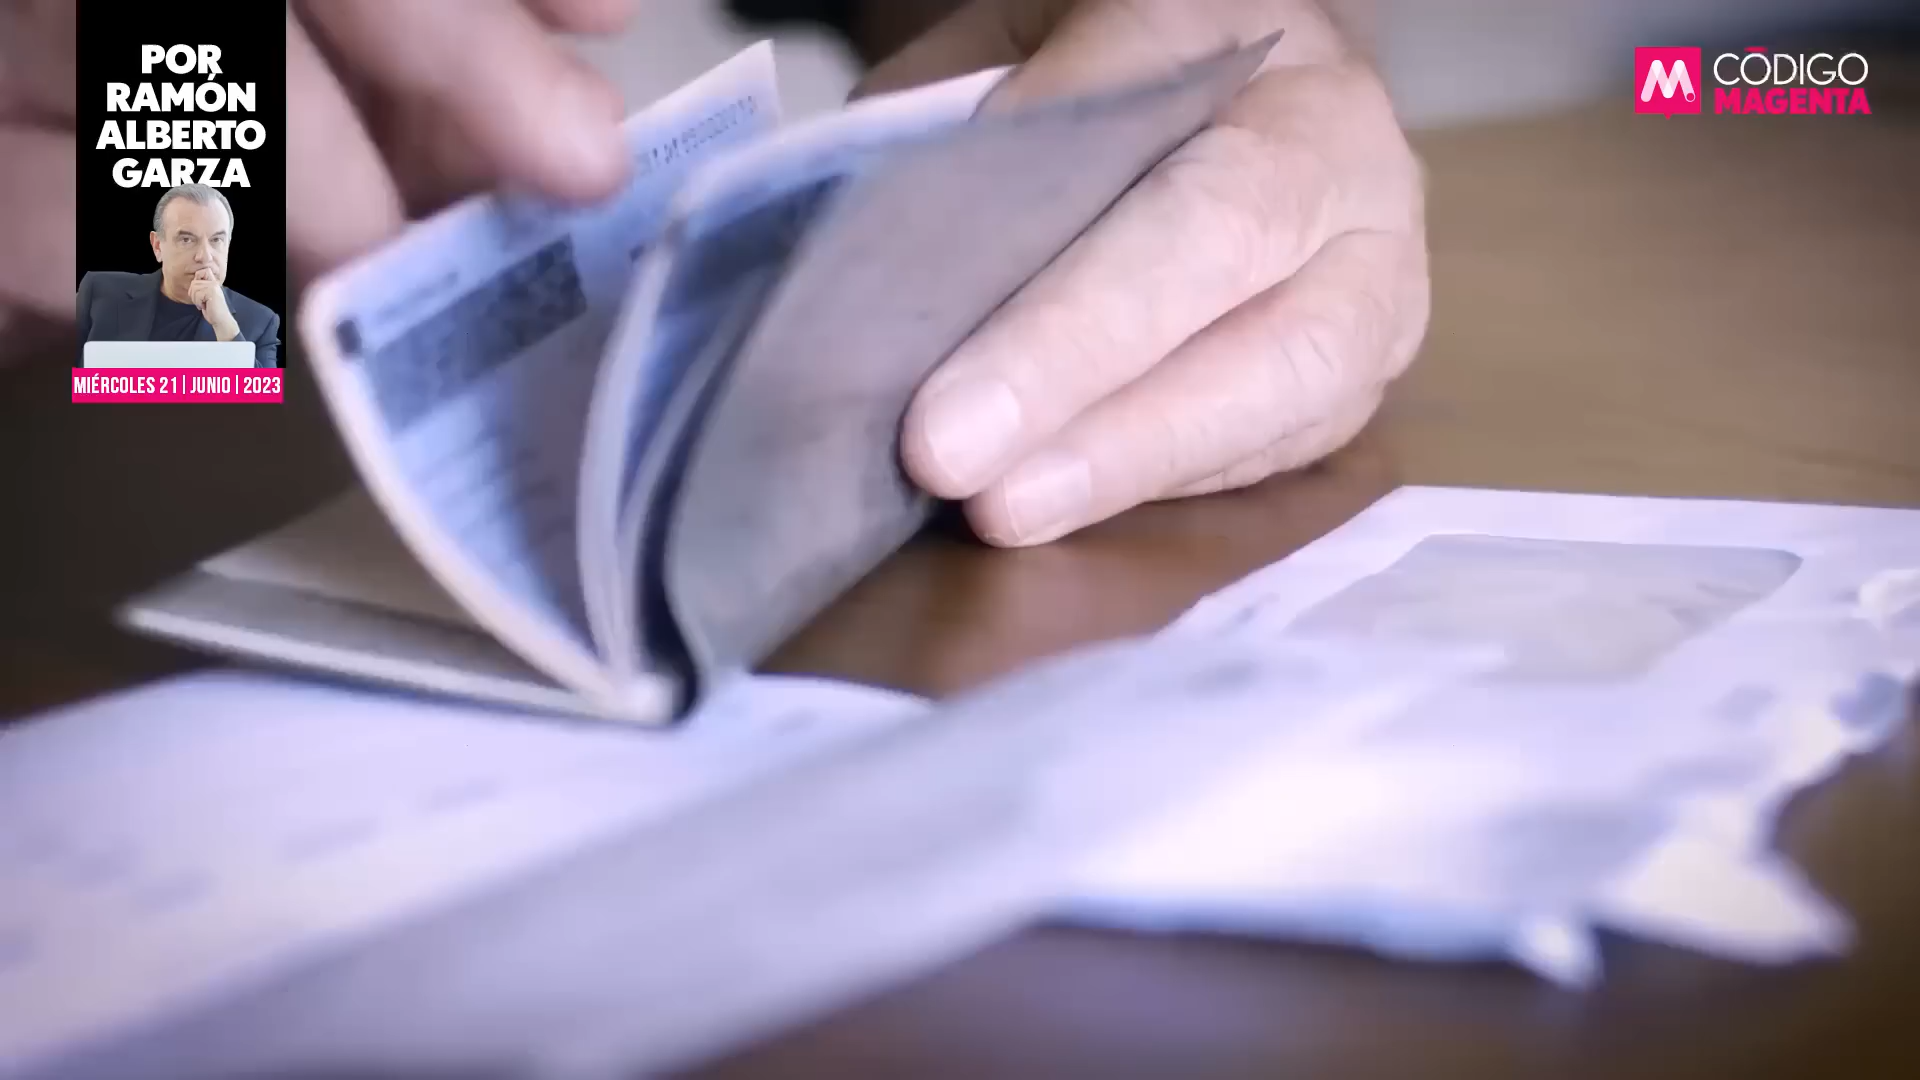 POR
RAMÓN
ALBERTO
GARZA
MIÉRCOLES 21 | JUNIO | 2023
M
CÓDIGO
MAGENTA